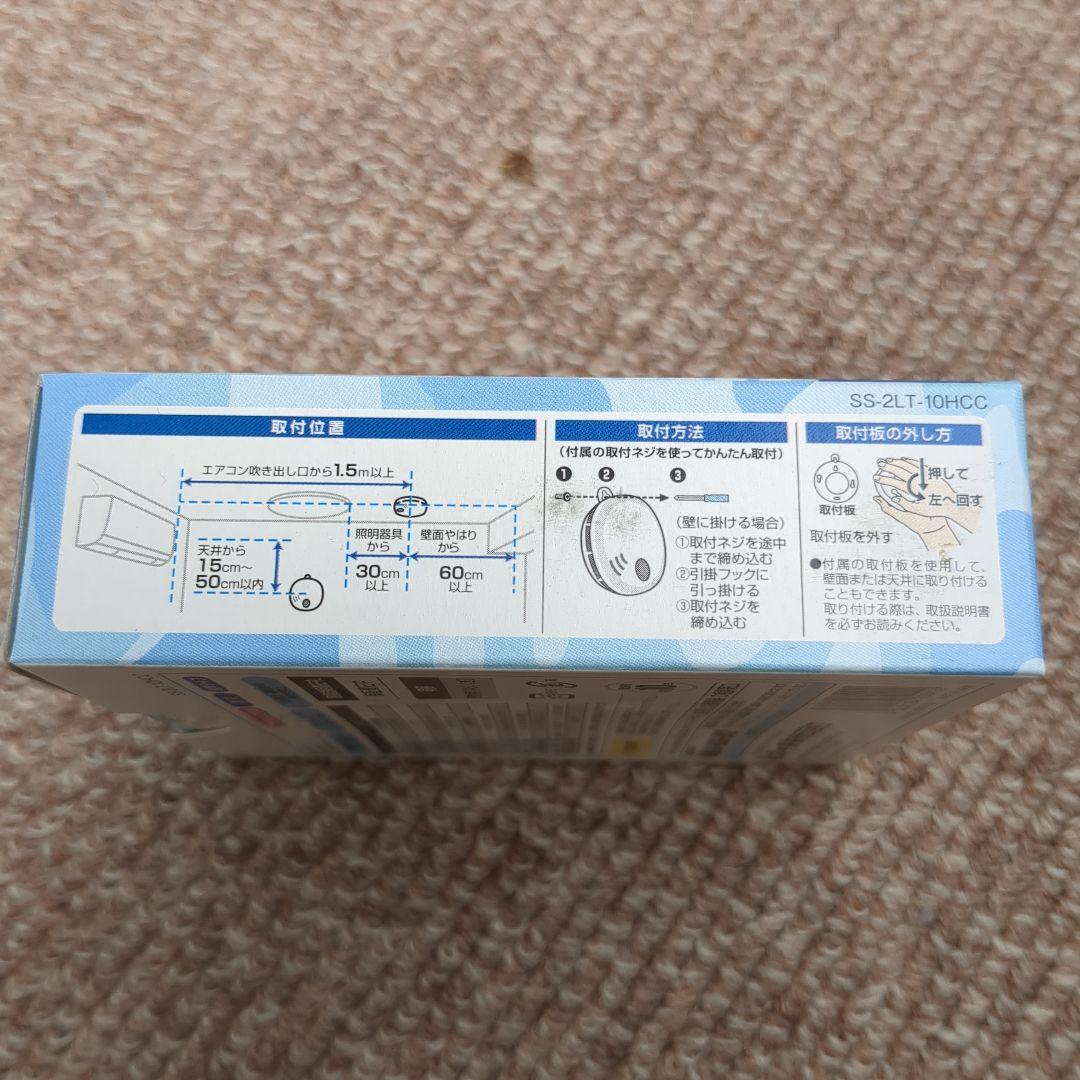 SS-2LT-10HCC
取付位置
エアコン吹き出し口から1.5m以上
照明器具
から
30cm
以上
壁面やはり
から
60cm
以上
天井から
15cm〜
50cm以内
取付方法
(付属の取付ネジを使ってかんたん取付)
❶ ❷ ❸
(壁に掛ける場合)
①取付ネジを途中
まで締め込む
②引掛フックに
引っ掛ける
③取付ネジを
締め込む
取付板の外し方
押して
左へ回す
取付板
取付板を外す
●付属の取付板を使用して、
壁面または天井に取り付ける
こともできます。
取り付ける際は、取扱説明書
を必ずお読みください。